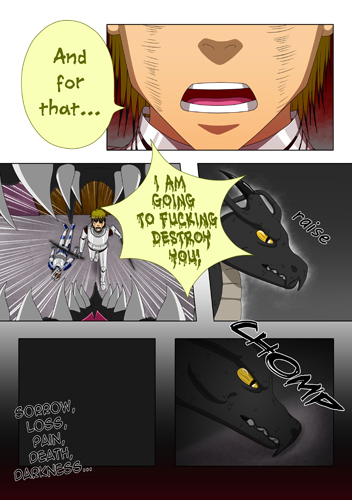 And
for
that...
I AM
GOING
TO FUCKING
DESTROY
YOU!
raise
CHOMP
SORROW,
LOSS,
PAIN,
DEATH,
DARKNESS...